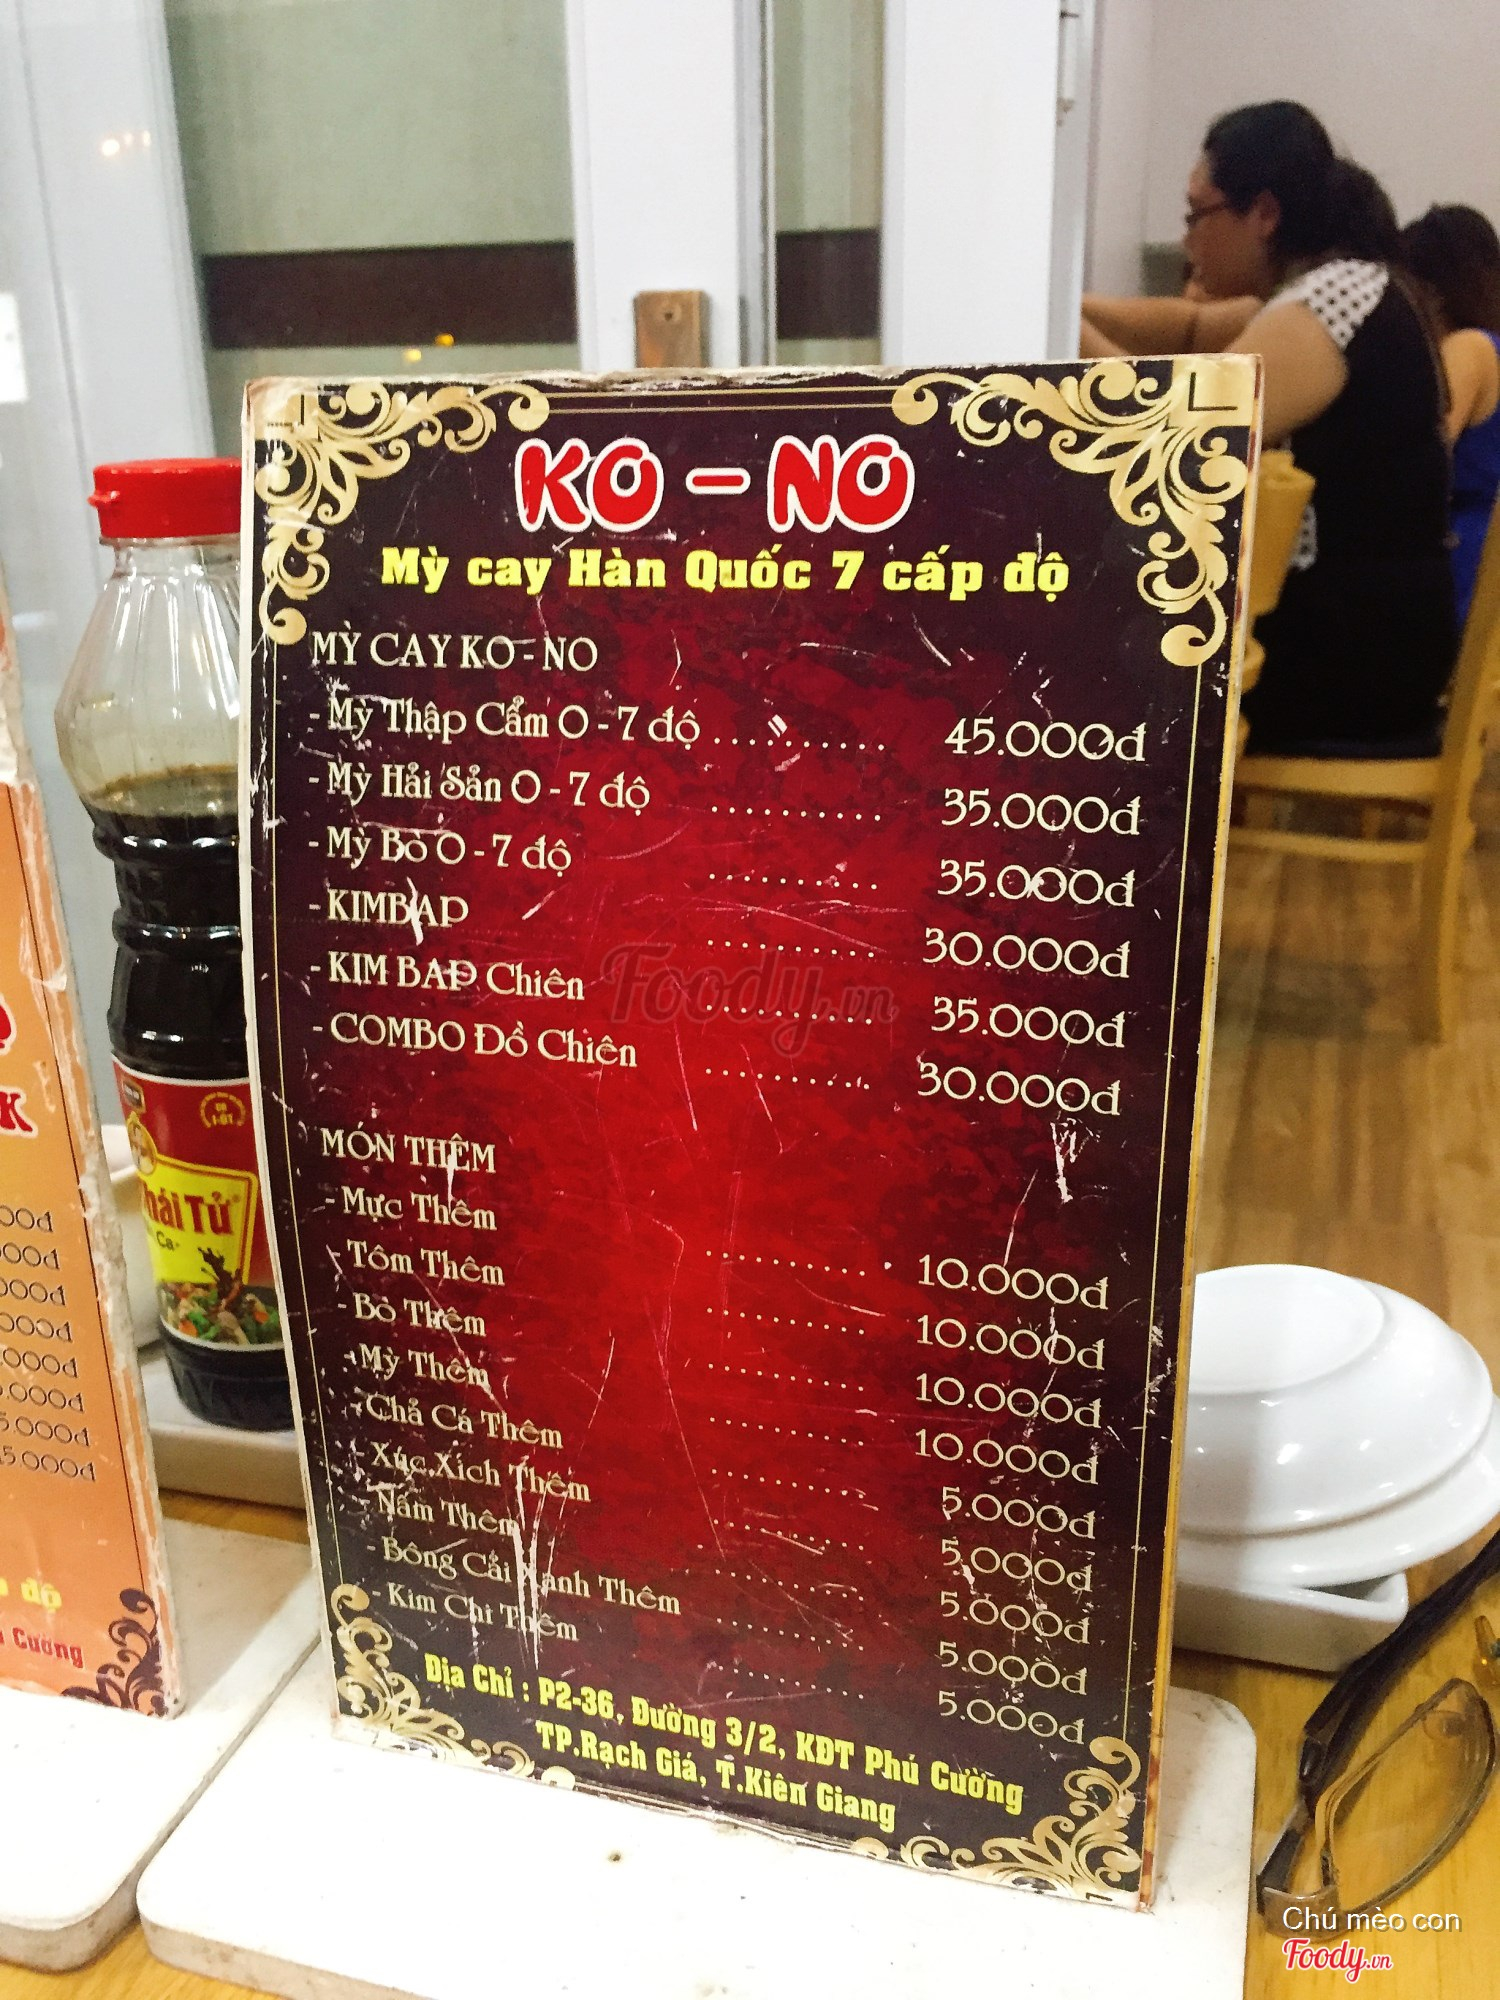 KO - NO
Mỳ cay Hàn Quốc 7 cấp độ
MỲ CAY KO - NO
- Mỳ Thập Cẩm 0 - 7 độ .......... 45.000đ
- Mỳ Hải Sản 0 - 7 độ .......... 35.000đ
- Mỳ Bò 0 - 7 độ .......... 35.000đ
- KIMBAP .......... 30.000đ
- KIM BAP Chiên .......... 35.000đ
- COMBO Đồ Chiên .......... 30.000đ
MÓN THÊM
- Mực Thêm .......... 10.000đ
- Tôm Thêm .......... 10.000đ
- Bò Thêm .......... 10.000đ
- Mỳ Thêm .......... 10.000đ
- Chả Cá Thêm .......... 5.000đ
- Xúc Xích Thêm .......... 5.000đ
- Nấm Thêm .......... 5.000đ
- Bông Cải Xanh Thêm .......... 5.000đ
- Kim Chi Thêm .......... 5.000đ
Địa Chỉ : P2-36, Đường 3/2, KĐT Phú Cường
TP.Rạch Giá, T.Kiên Giang
Foody.vn
Thái Tử
K
5.000đ
độ
Cường
Chú mèo con
Foody.vn